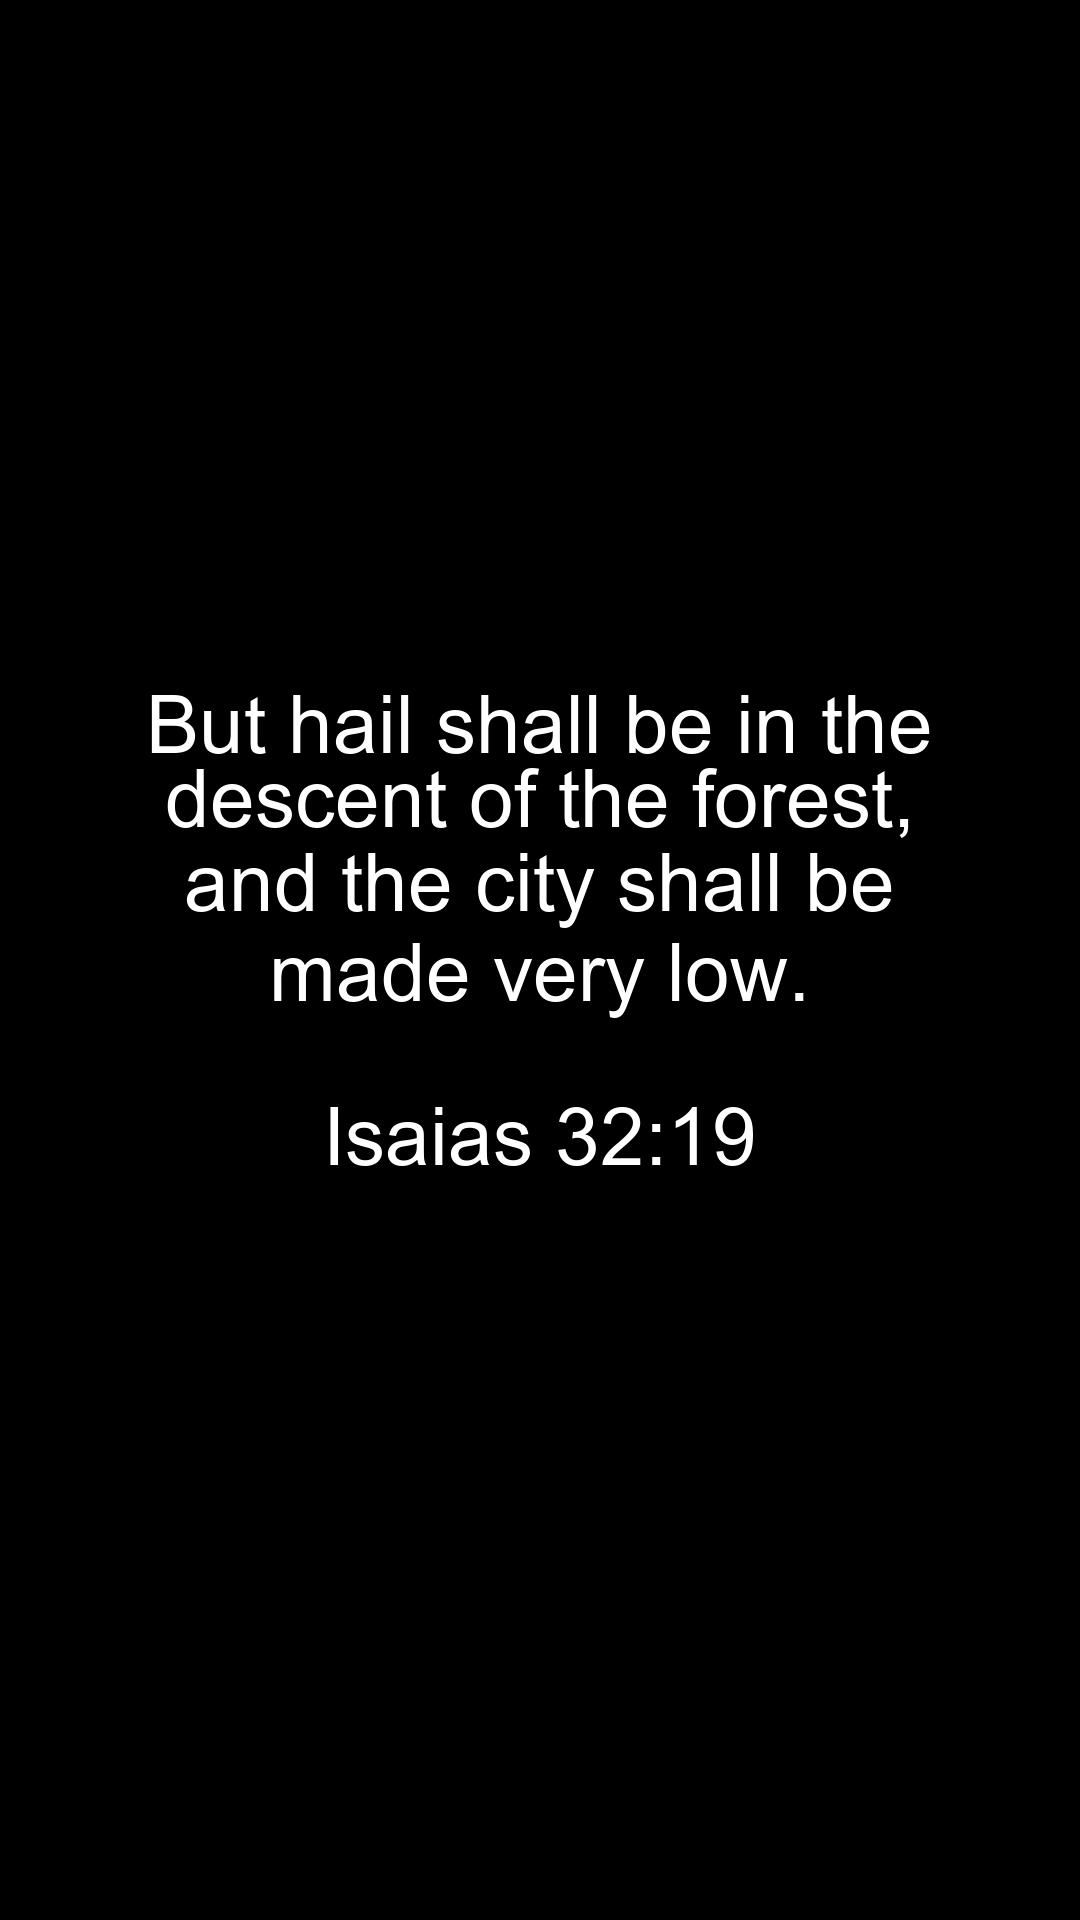 But hail shall be in the
descent of the forest,
and the city shall be
made very low.
Isaias 32:19